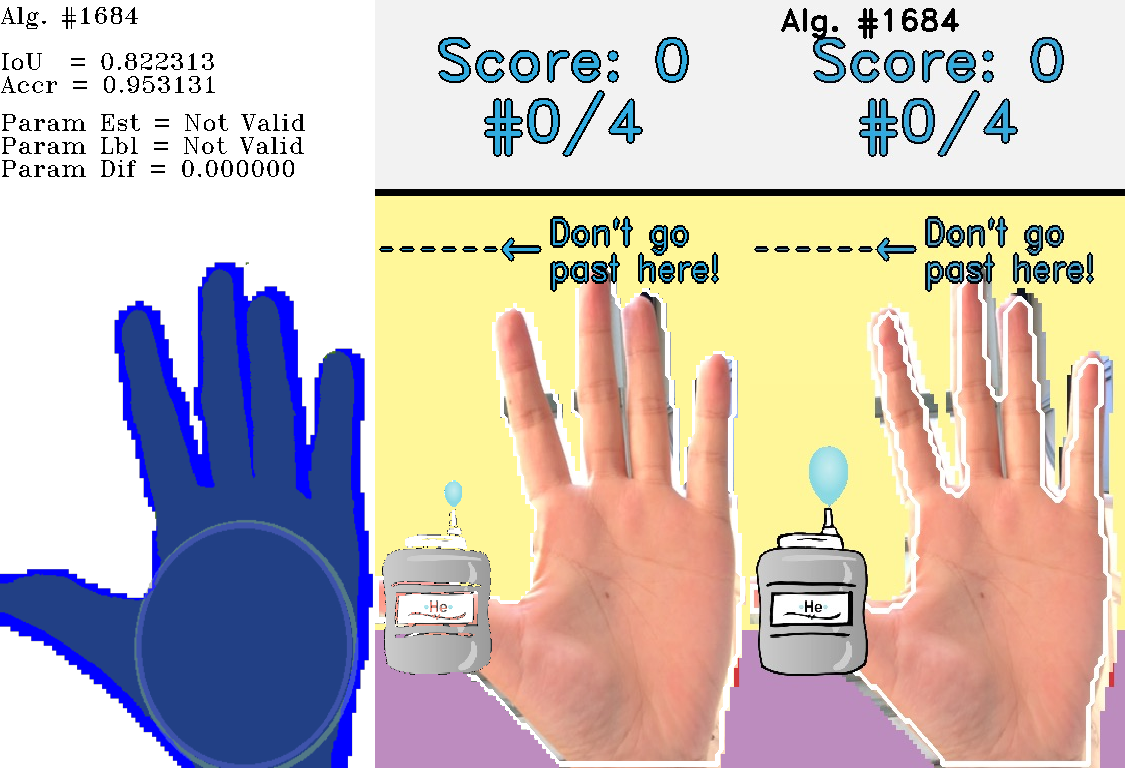 Alg. #1684
IoU = 0.822313
Accr = 0.953131
Param Est = Not Valid
Param Lbl = Not Valid
Param Dif = 0.000000
Score: 0
#0/4
Don't go
past here!
He
Alg. #1684
Score: 0
#0/4
Don't go
past here!
He